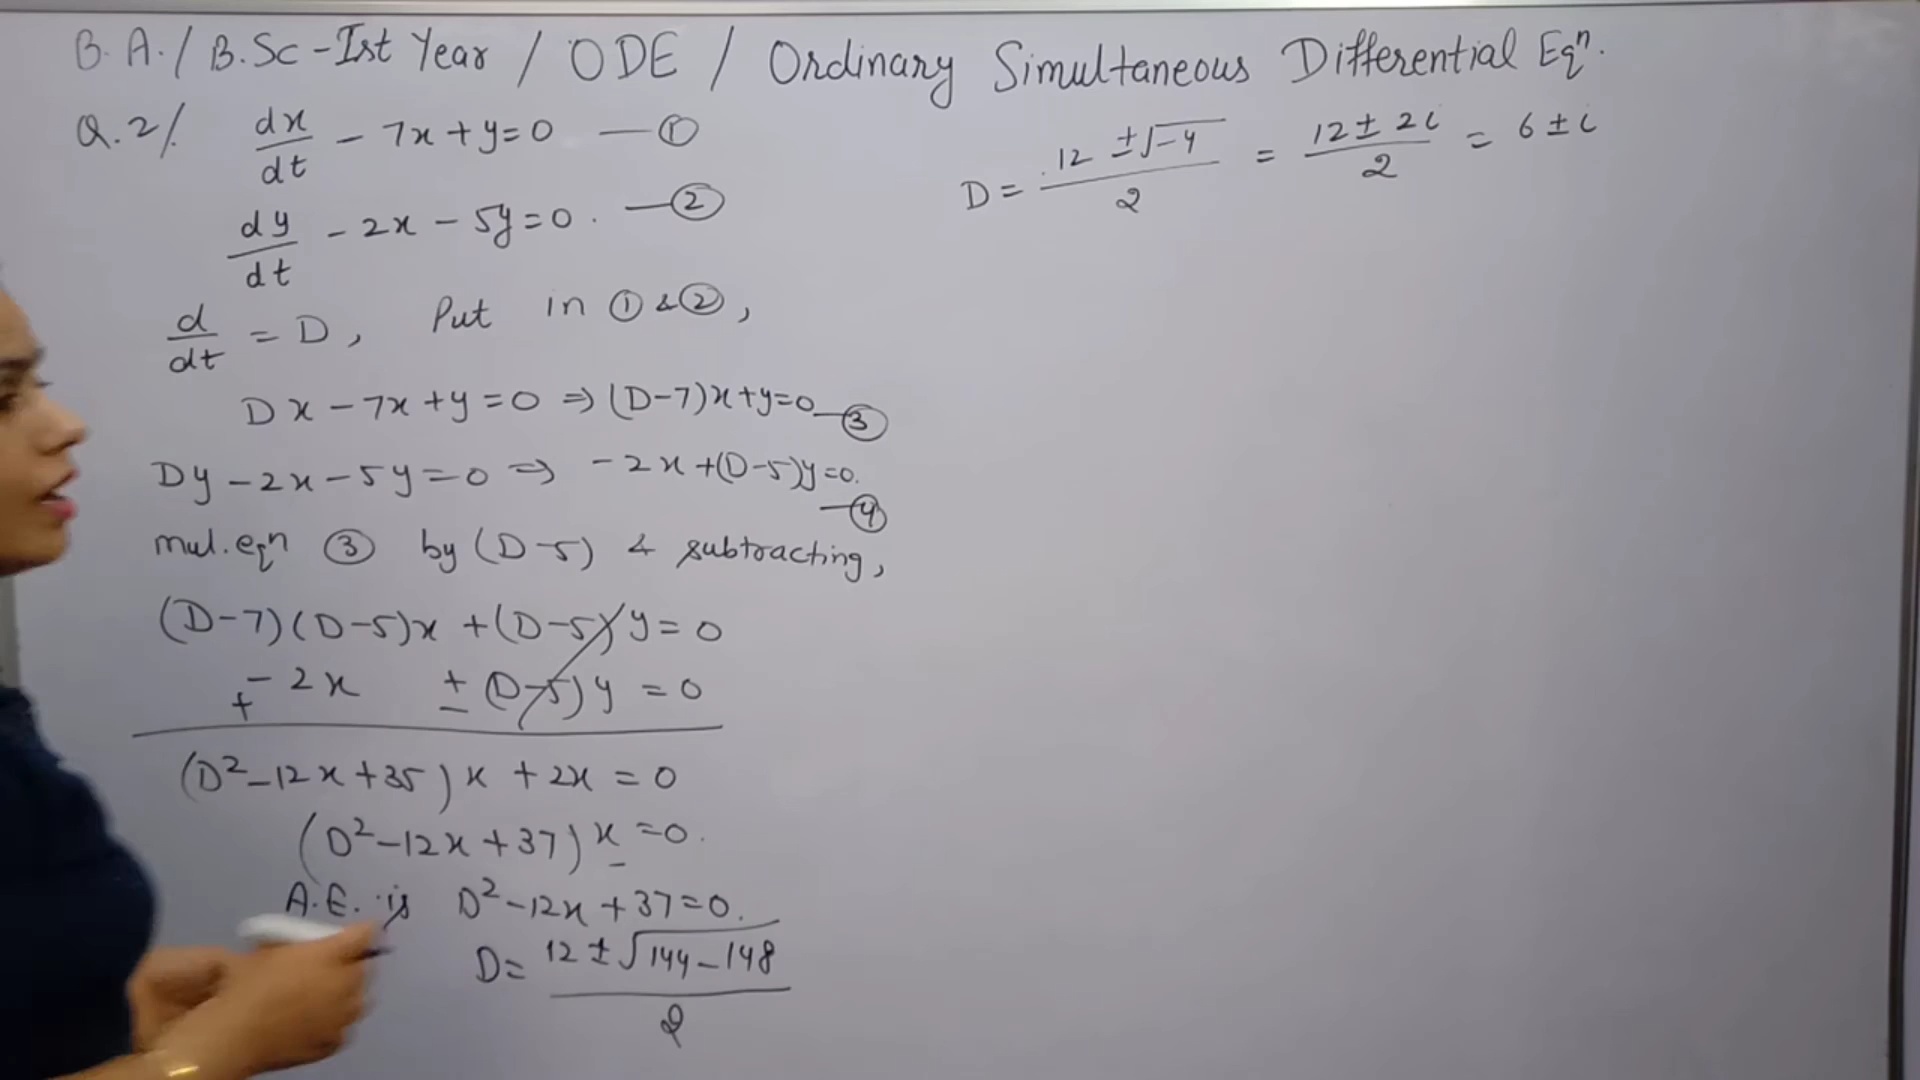 B.A./B.Sc-Ist Year / ODE / Ordinary Simultaneous Differential Eqⁿ.
Q.2/. dx/dt - 7x + y = 0 — ①
dy/dt - 2x - 5y = 0. — ②
d/dt = D, Put in ① & ②,
Dx - 7x + y = 0 ⇒ (D-7)x + y = 0 — ③
Dy - 2x - 5y = 0 ⇒ -2x + (D-5)y = 0. — ④
mul. eqⁿ ③ by (D-5) & subtracting,
(D-7)(D-5)x + (D-5)y = 0
+- 2x ± (D-5)y = 0
(D²-12x+35)x + 2x = 0
(D²-12x+37)x = 0.
A.E. is D²-12x+37=0.
D = (12 ± √144-148)/2
D = (12 ± √-4)/2 = (12 ± 2i)/2 = 6 ± i